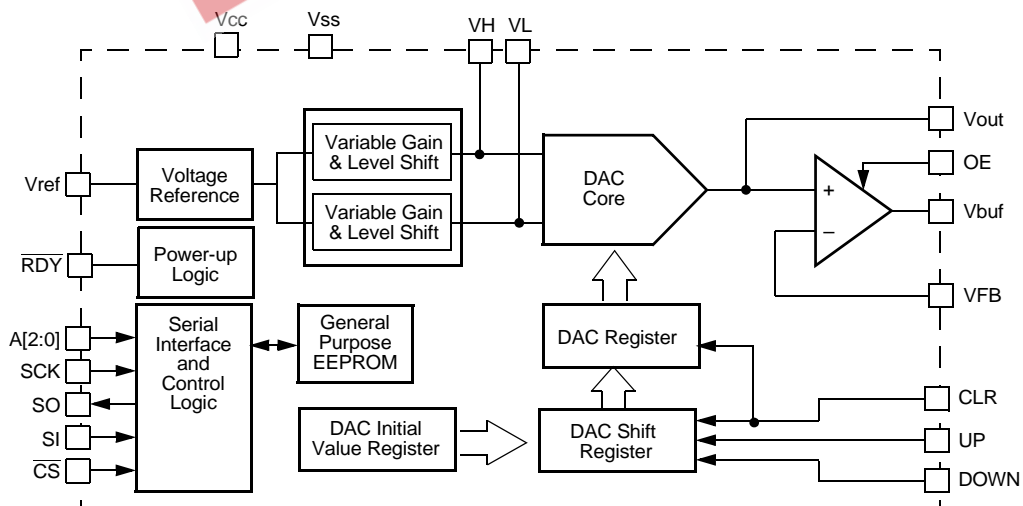 Vcc
Vss
VH
VL
Variable Gain
& Level Shift
Variable Gain
& Level Shift
DAC
Core
Voltage
Reference
Vref
Power-up
Logic
RDY
Vout
OE
Vbuf
VFB
+
–
A[2:0]
SCK
SO
SI
CS
Serial
Interface
and
Control
Logic
General
Purpose
EEPROM
DAC Register
DAC Initial
Value Register
DAC Shift
Register
CLR
UP
DOWN